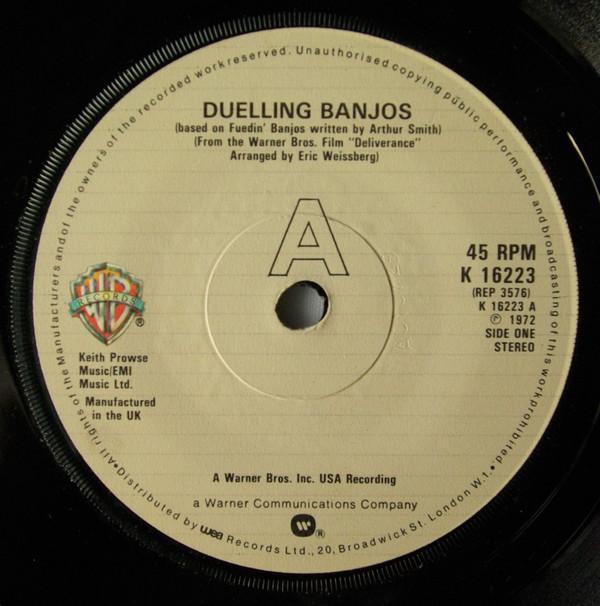 All rights of the Manufacturers and of the owners of the recorded work reserved. Unauthorised copying public performance and broadcasting of this work prohibited.
DUELLING BANJOS
(based on Fuedin' Banjos written by Arthur Smith)
(From the Warner Bros. Film "Deliverance"
Arranged by Eric Weissberg)
A
45 RPM
K 16223
(REP 3576)
K 16223 A
℗ 1972
SIDE ONE
STEREO
WB
RECORDS
®
Keith Prowse
Music/EMI
Music Ltd.
Manufactured
in the UK
A Warner Bros. Inc. USA Recording
a Warner Communications Company
®
•Distributed by wea Records Ltd., 20, Broadwick St. London W.1.•